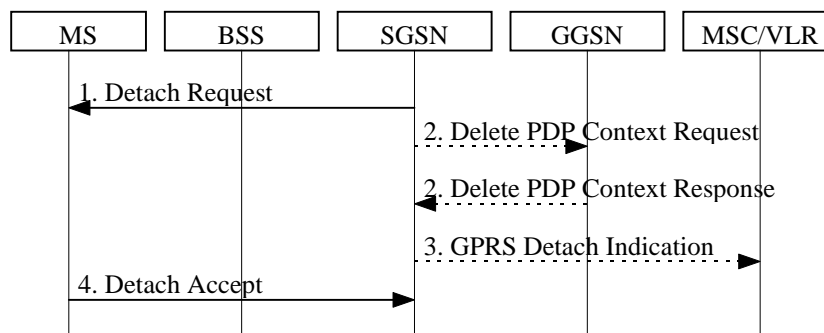 MS BSS SGSN GGSN MSC/VLR
1. Detach Request
2. Delete PDP Context Request
2. Delete PDP Context Response
3. GPRS Detach Indication
4. Detach Accept